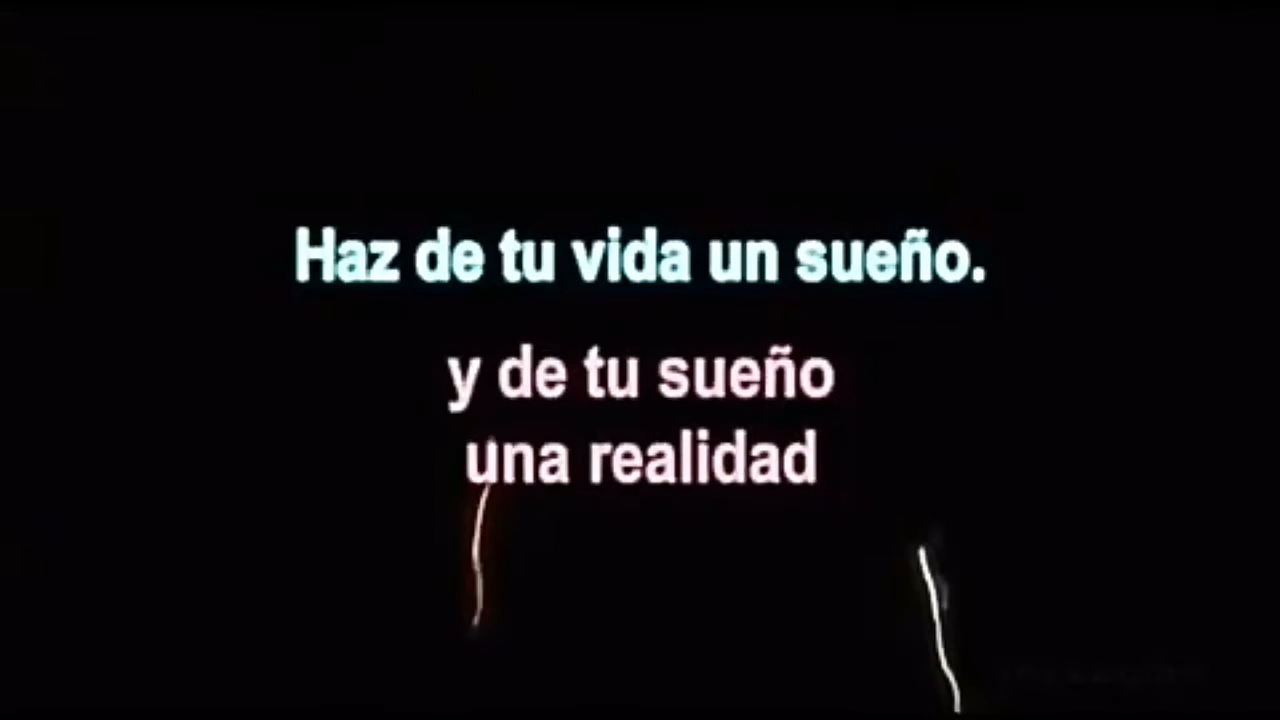 Haz de tu vida un sueño.
y de tu sueño
una realidad